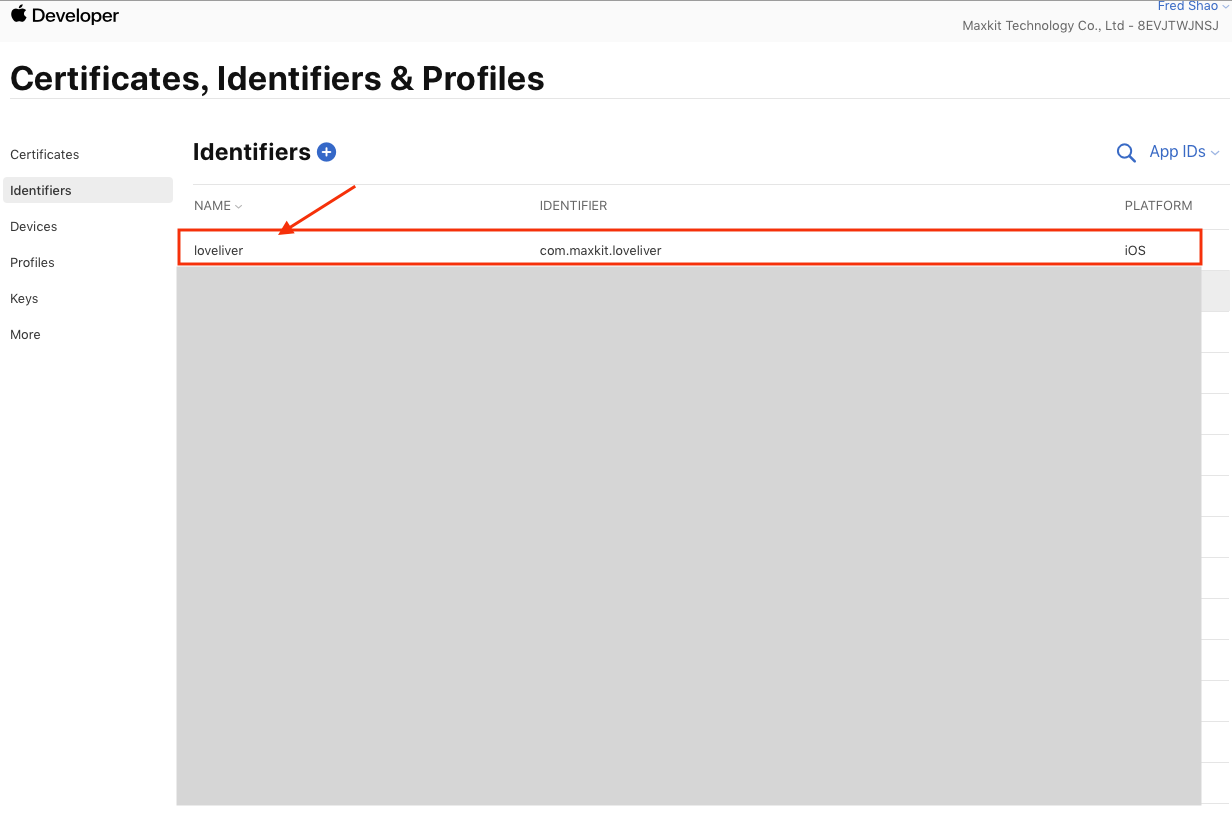 Developer
Fred Shao
Maxkit Technology Co., Ltd - 8EVJTWJNSJ
Certificates, Identifiers & Profiles
Certificates
Identifiers
Devices
Profiles
Keys
More
Identifiers
App IDs
NAME IDENTIFIER PLATFORM
loveliver com.maxkit.loveliver iOS